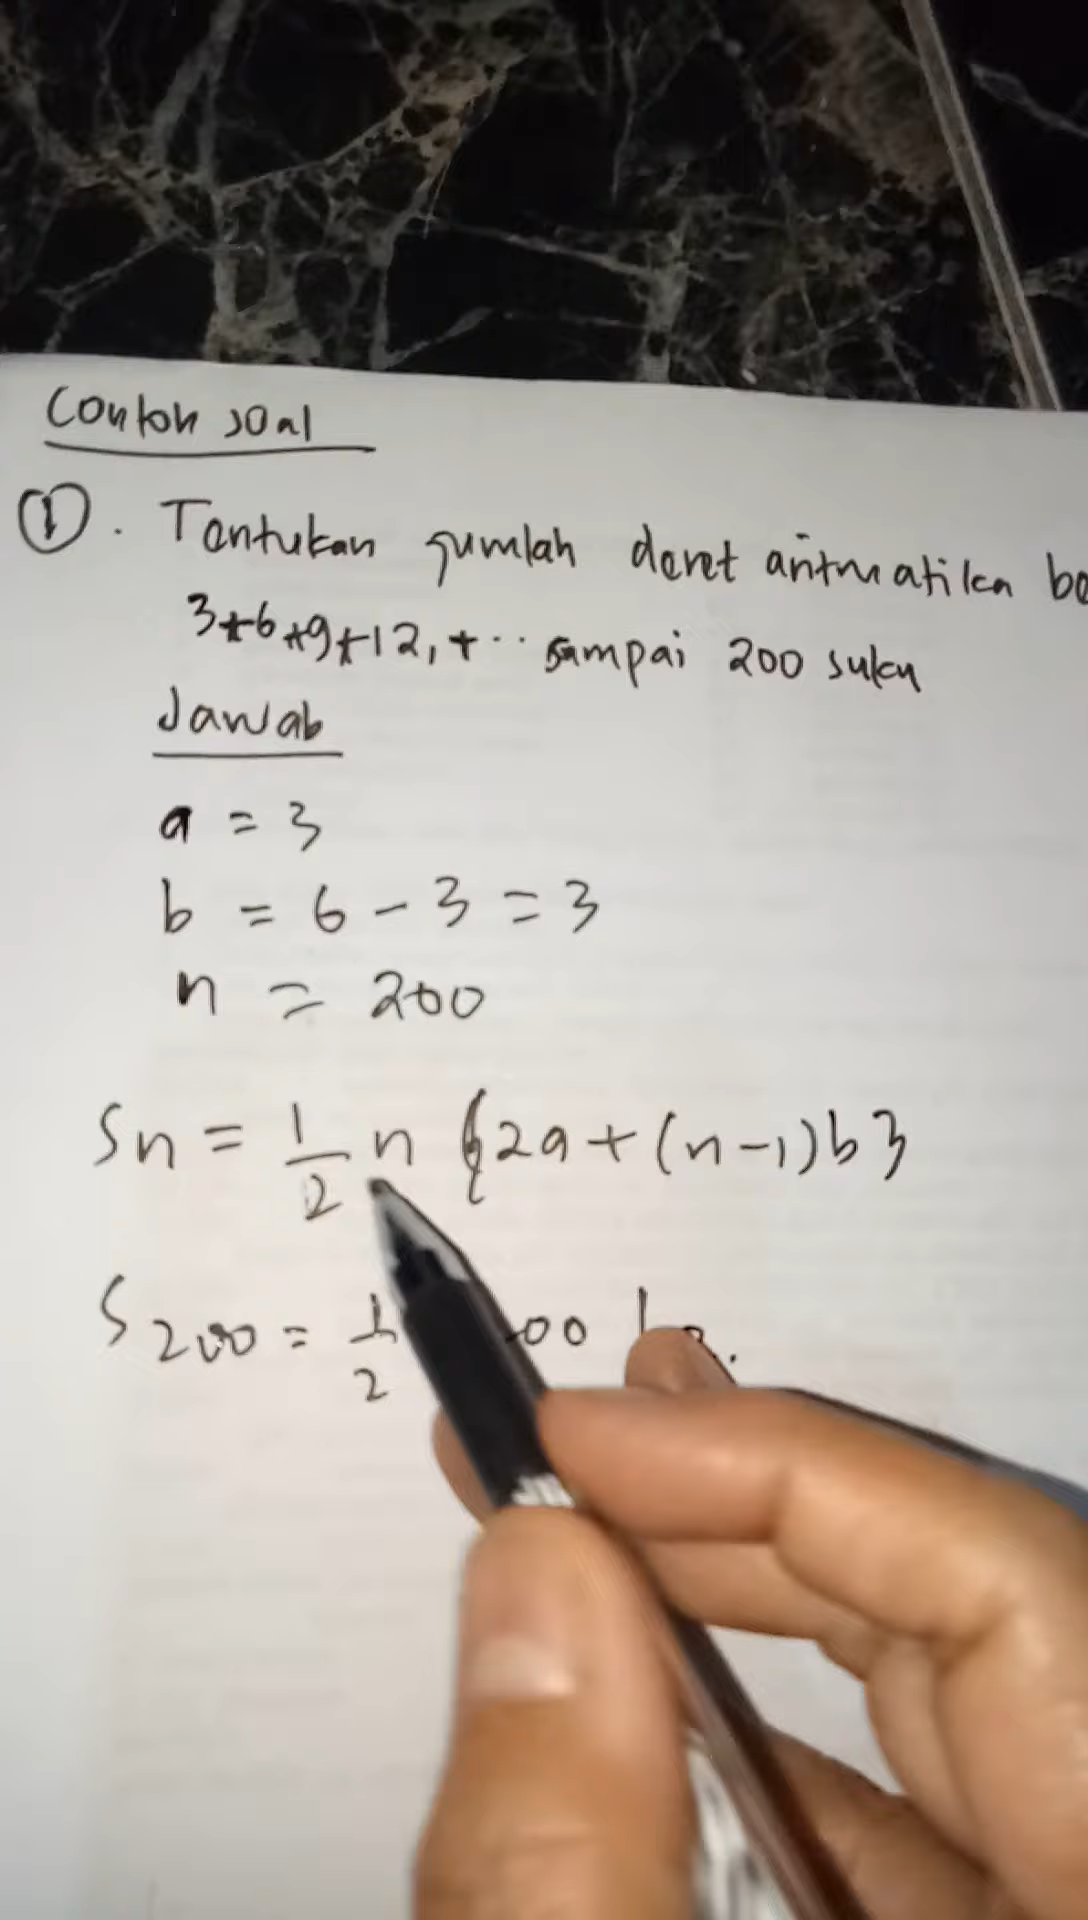 Contoh soal
①. Tentukan jumlah deret aritmatika
3+6+9+12,+.. sampai 200 suku
Jawab
a = 3
b = 6 - 3 = 3
n = 200
Sn = 1/2 n {2a+(n-1)b}
S200 = 1/2